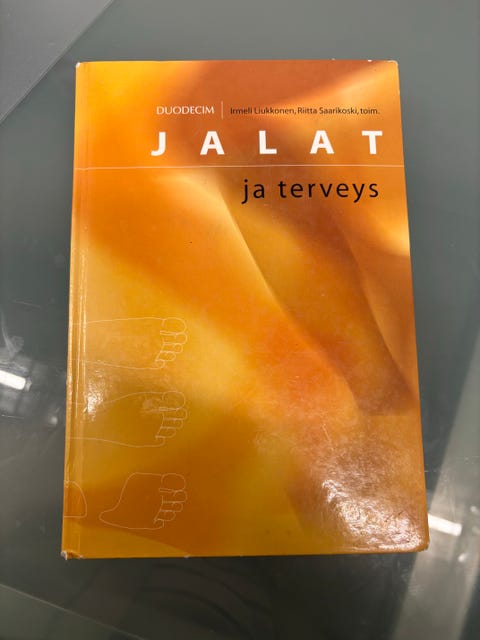 DUODECIM | Irmeli Liukkonen, Riitta Saarikoski, toim.
JALAT
ja terveys